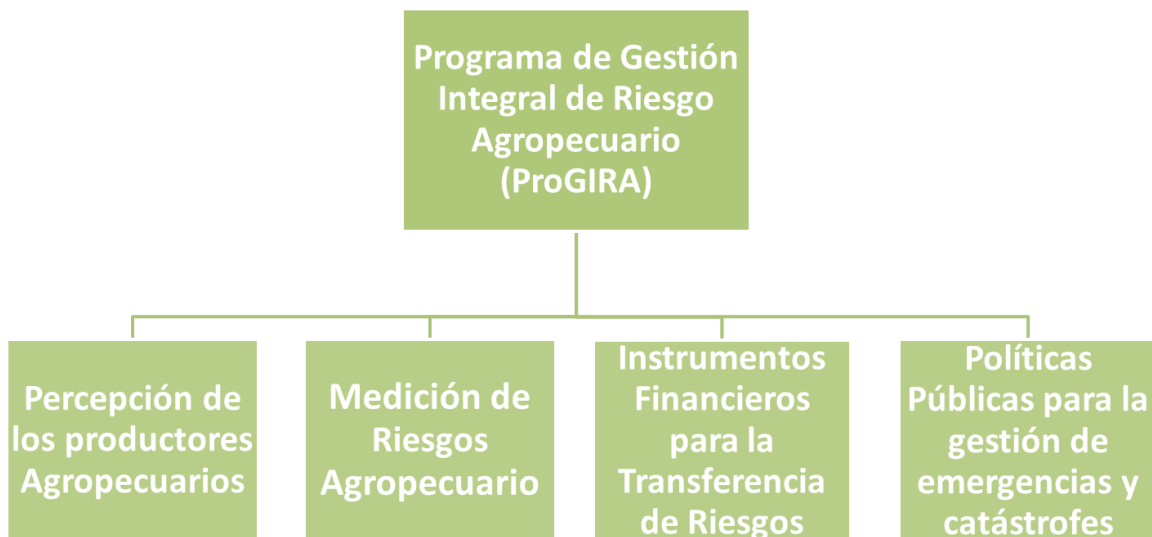 Programa de Gestión
Integral de Riesgo
Agropecuario
(ProGIRA)
Percepción de
los productores
Agropecuarios
Medición de
Riesgos
Agropecuario
Instrumentos
Financieros
para la
Transferencia
de Riesgos
Políticas
Públicas para la
gestión de
emergencias y
catástrofes